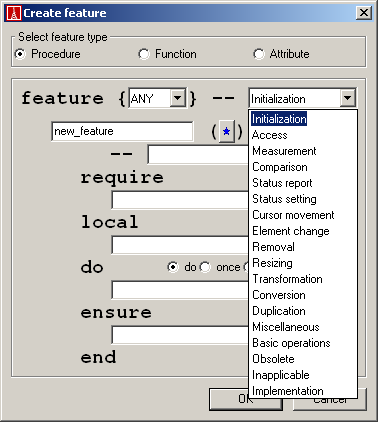 Create feature
Select feature type
Procedure Function Attribute
feature {ANY} -- Initialization
new_feature (★)
--
require
local
do do once
ensure
end
Initialization
Access
Measurement
Comparison
Status report
Status setting
Cursor movement
Element change
Removal
Resizing
Transformation
Conversion
Duplication
Miscellaneous
Basic operations
Obsolete
Inapplicable
Implementation
OK Cancel